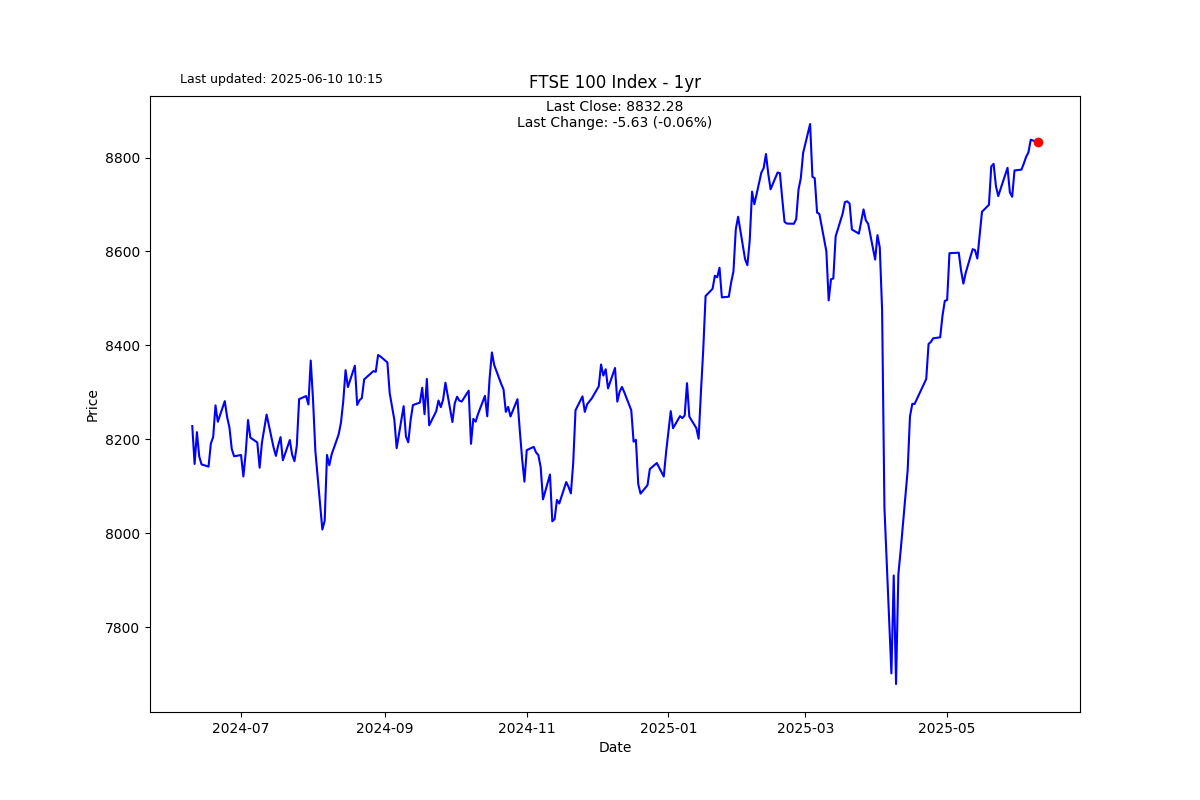 Last updated: 2025-06-10 10:15
FTSE 100 Index - 1yr
Last Close: 8832.28
Last Change: -5.63 (-0.06%)
8800
8600
8400
8200
8000
7800
Price
2024-07
2024-09
2024-11
2025-01
2025-03
2025-05
Date